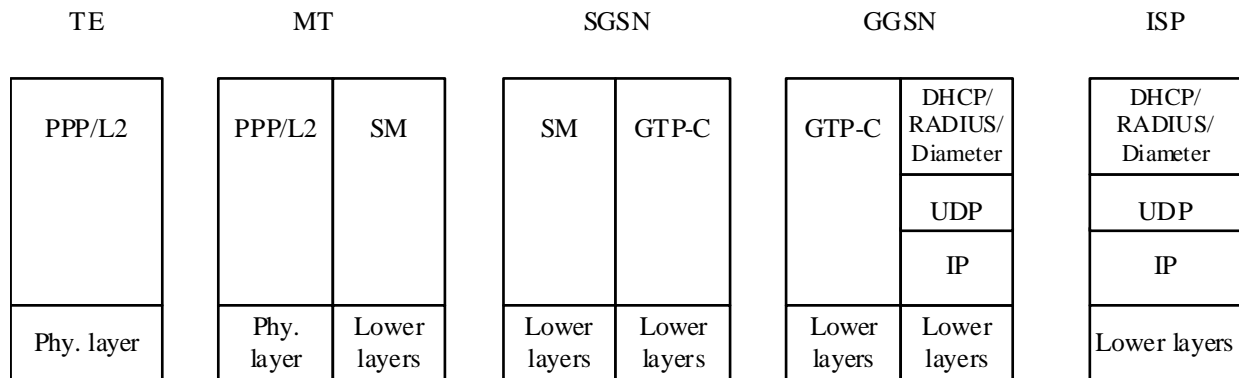 TE MT SGSN GGSN ISP
PPP/L2
Phy. layer
PPP/L2
Phy.
layer
SM
Lower
layers
SM
Lower
layers
GTP-C
Lower
layers
GTP-C
Lower
layers
DHCP/
RADIUS/
Diameter
UDP
IP
Lower
layers
DHCP/
RADIUS/
Diameter
UDP
IP
Lower layers